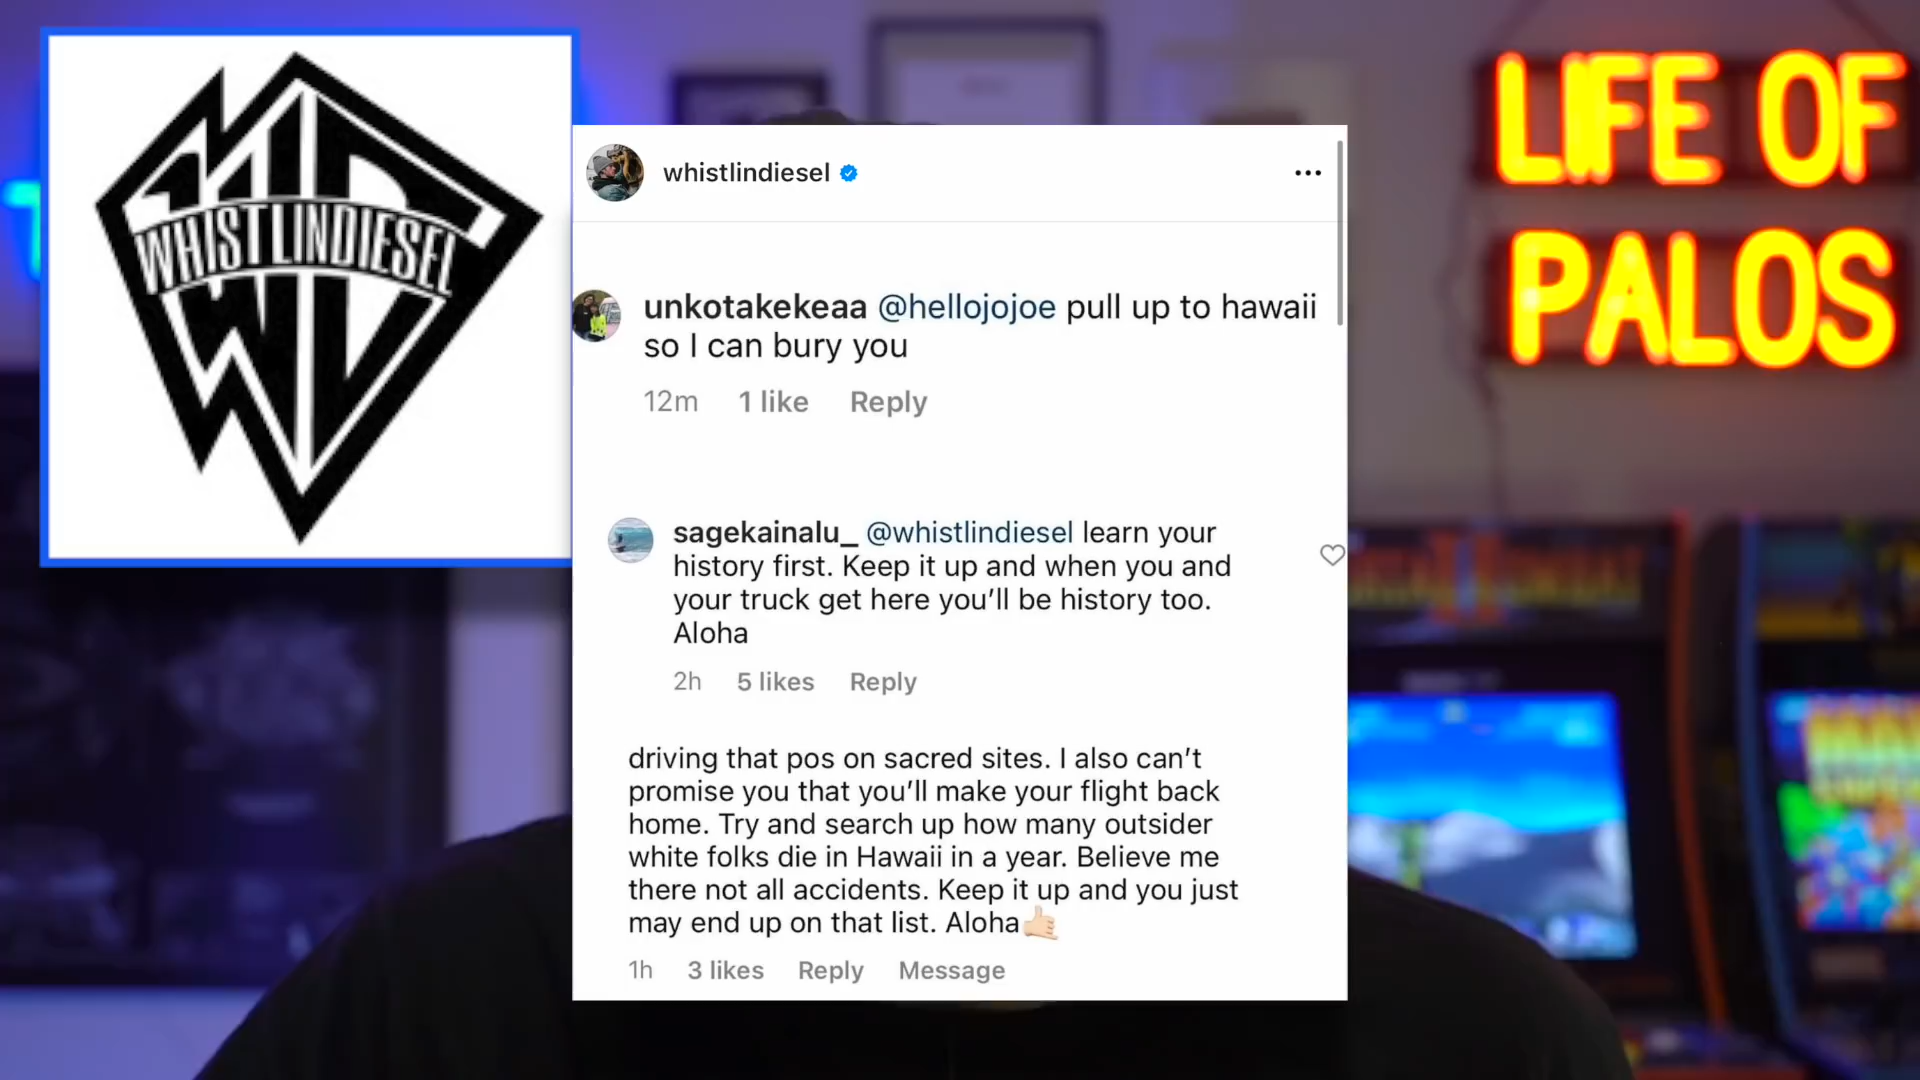 WHISTLINDIESEL
LIFE OF
PALOS
whistlindiesel
unkotakekeaa @hellojojoe pull up to hawaii
so I can bury you
12m 1 like Reply
sagekainalu_ @whistlindiesel learn your
history first. Keep it up and when you and
your truck get here you’ll be history too.
Aloha
2h 5 likes Reply
driving that pos on sacred sites. I also can’t
promise you that you’ll make your flight back
home. Try and search up how many outsider
white folks die in Hawaii in a year. Believe me
there not all accidents. Keep it up and you just
may end up on that list. Aloha🤙🏻
1h 3 likes Reply Message